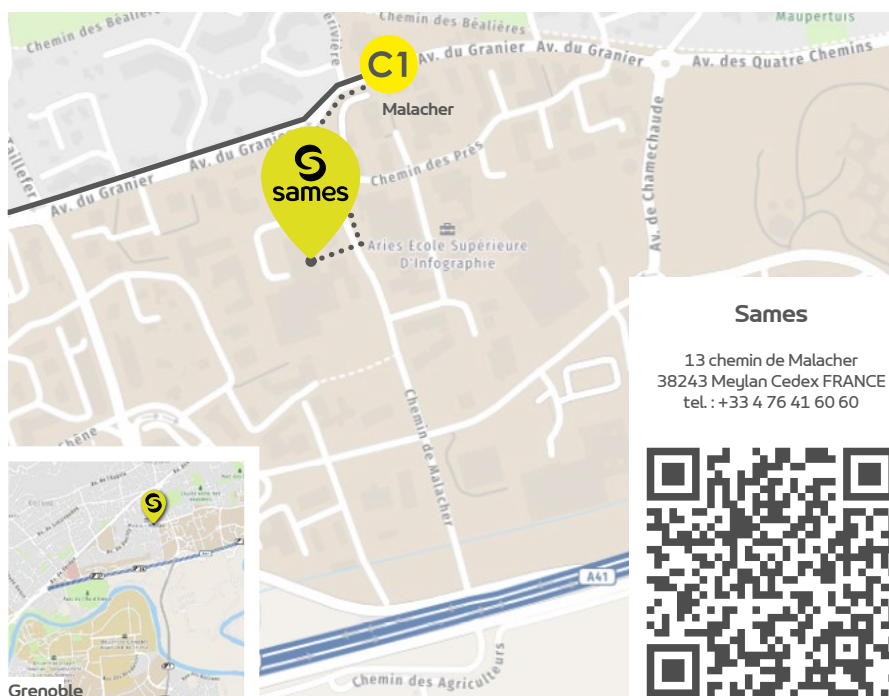 Chemin des Béalières
Maupertuis
Chemin des Béalières
C1
Av. du Granier
Av. du Granier
Av. des Quatre Chemins
Malacher
Taillefer
Av. du Granier
Av. du Granier
Chemin des Prés
Av. de Chamechaude
sames
Aries Ecole Supérieure
D'Infographie
Sames
13 chemin de Malacher
38243 Meylan Cedex FRANCE
tel. : +33 4 76 41 60 60
Chemin de Malacher
A41
Chemin des Agriculteurs
Grenoble